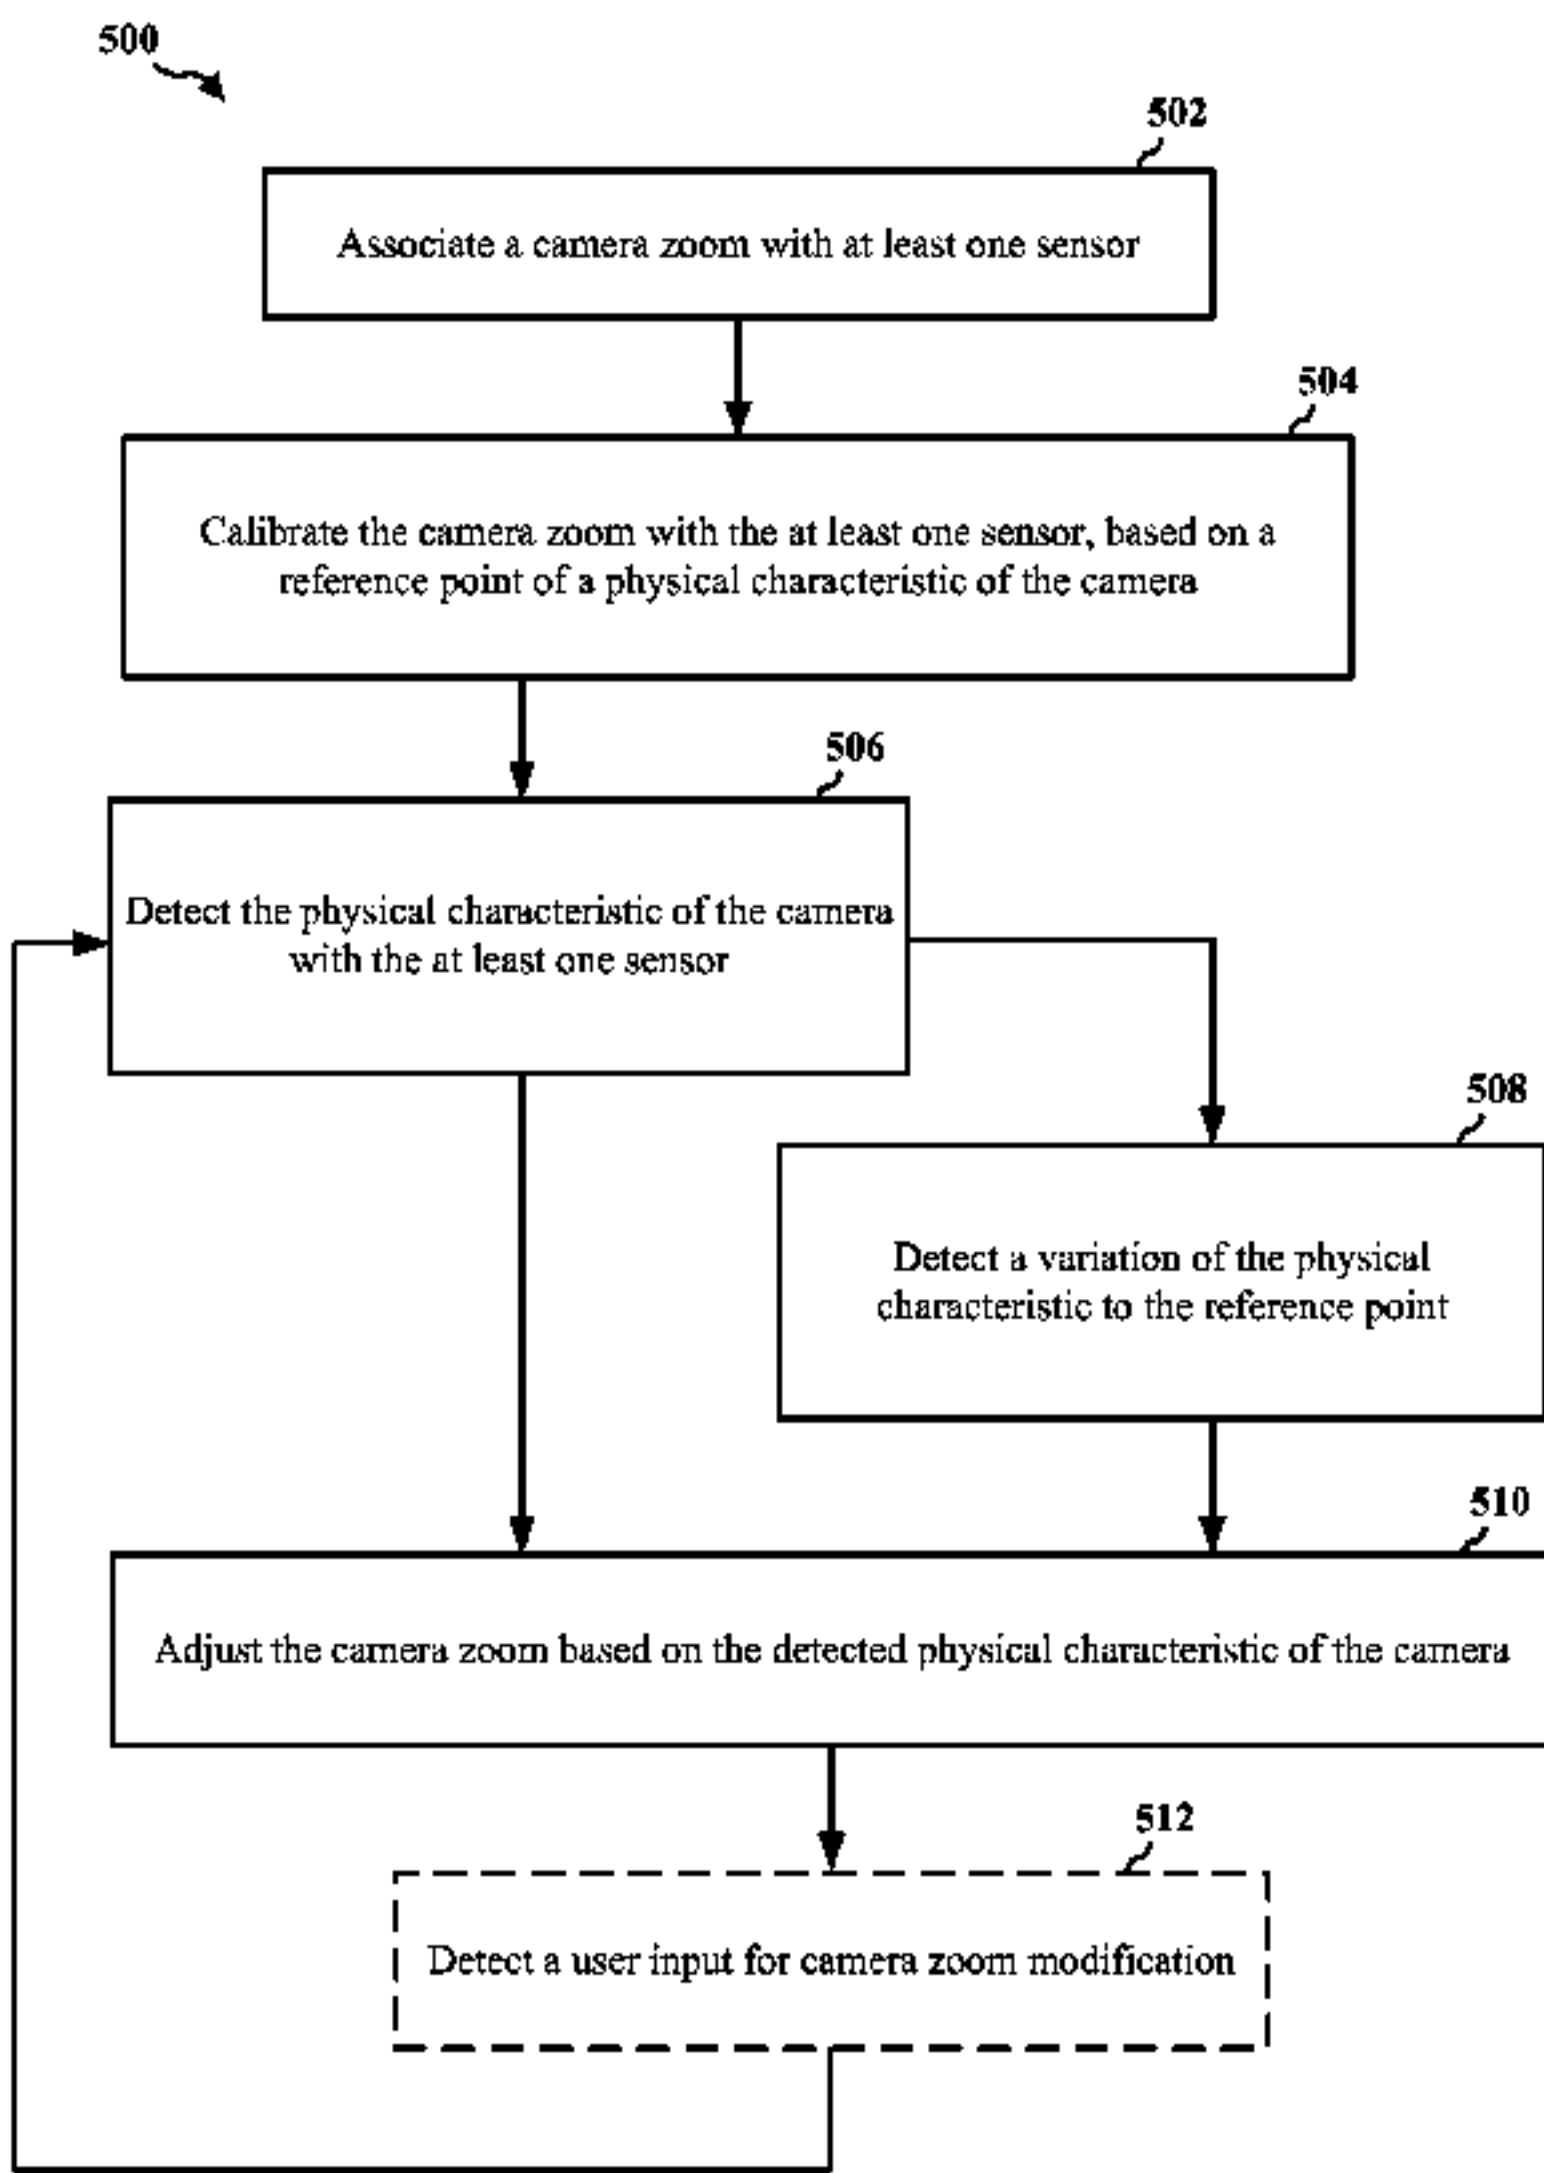 500
502
Associate a camera zoom with at least one sensor
504
Calibrate the camera zoom with the at least one sensor, based on a
reference point of a physical characteristic of the camera
506
Detect the physical characteristic of the camera
with the at least one sensor
508
Detect a variation of the physical
characteristic to the reference point
510
Adjust the camera zoom based on the detected physical characteristic of the camera
512
Detect a user input for camera zoom modification